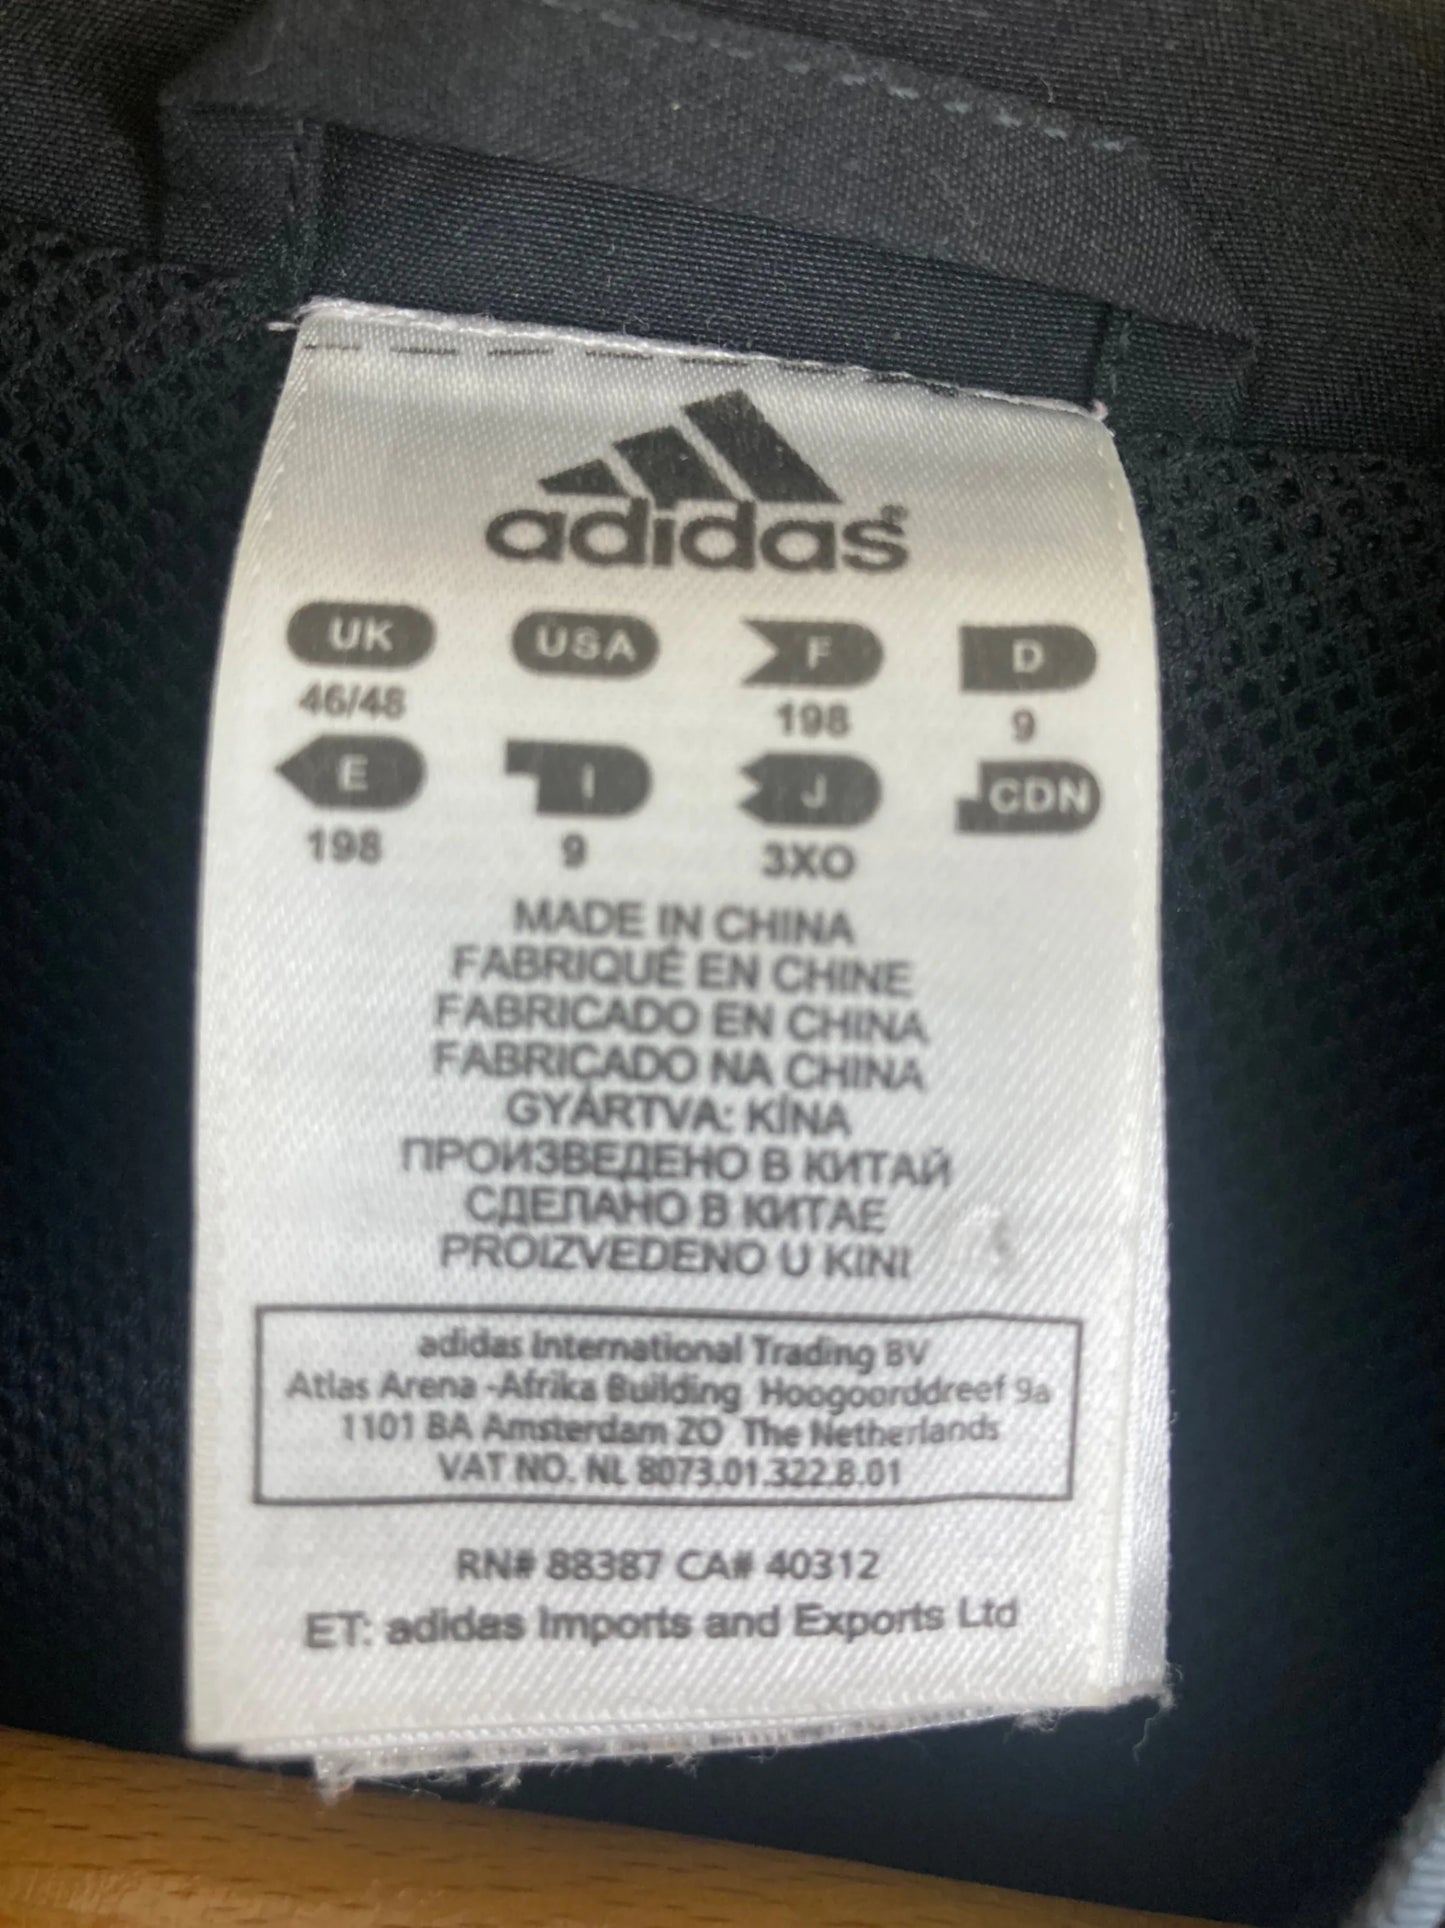 adidas®
UK USA F D
46/48 198 9
E I J CDN
198 9 3XO
MADE IN CHINA
FABRIQUÉ EN CHINE
FABRICADO EN CHINA
FABRICADO NA CHINA
GYÁRTVA: KÍNA
ПРОИЗВЕДЕНО В КИТАЙ
СДЕЛАНО В КИТАЕ
PROIZVEDENO U KINI
adidas International Trading BV
Atlas Arena -Afrika Building Hoogoorddreef 9a
1101 BA Amsterdam ZO The Netherlands
VAT NO. NL 8073.01.322.B.01
RN# 88387 CA# 40312
ET: adidas Imports and Exports Ltd